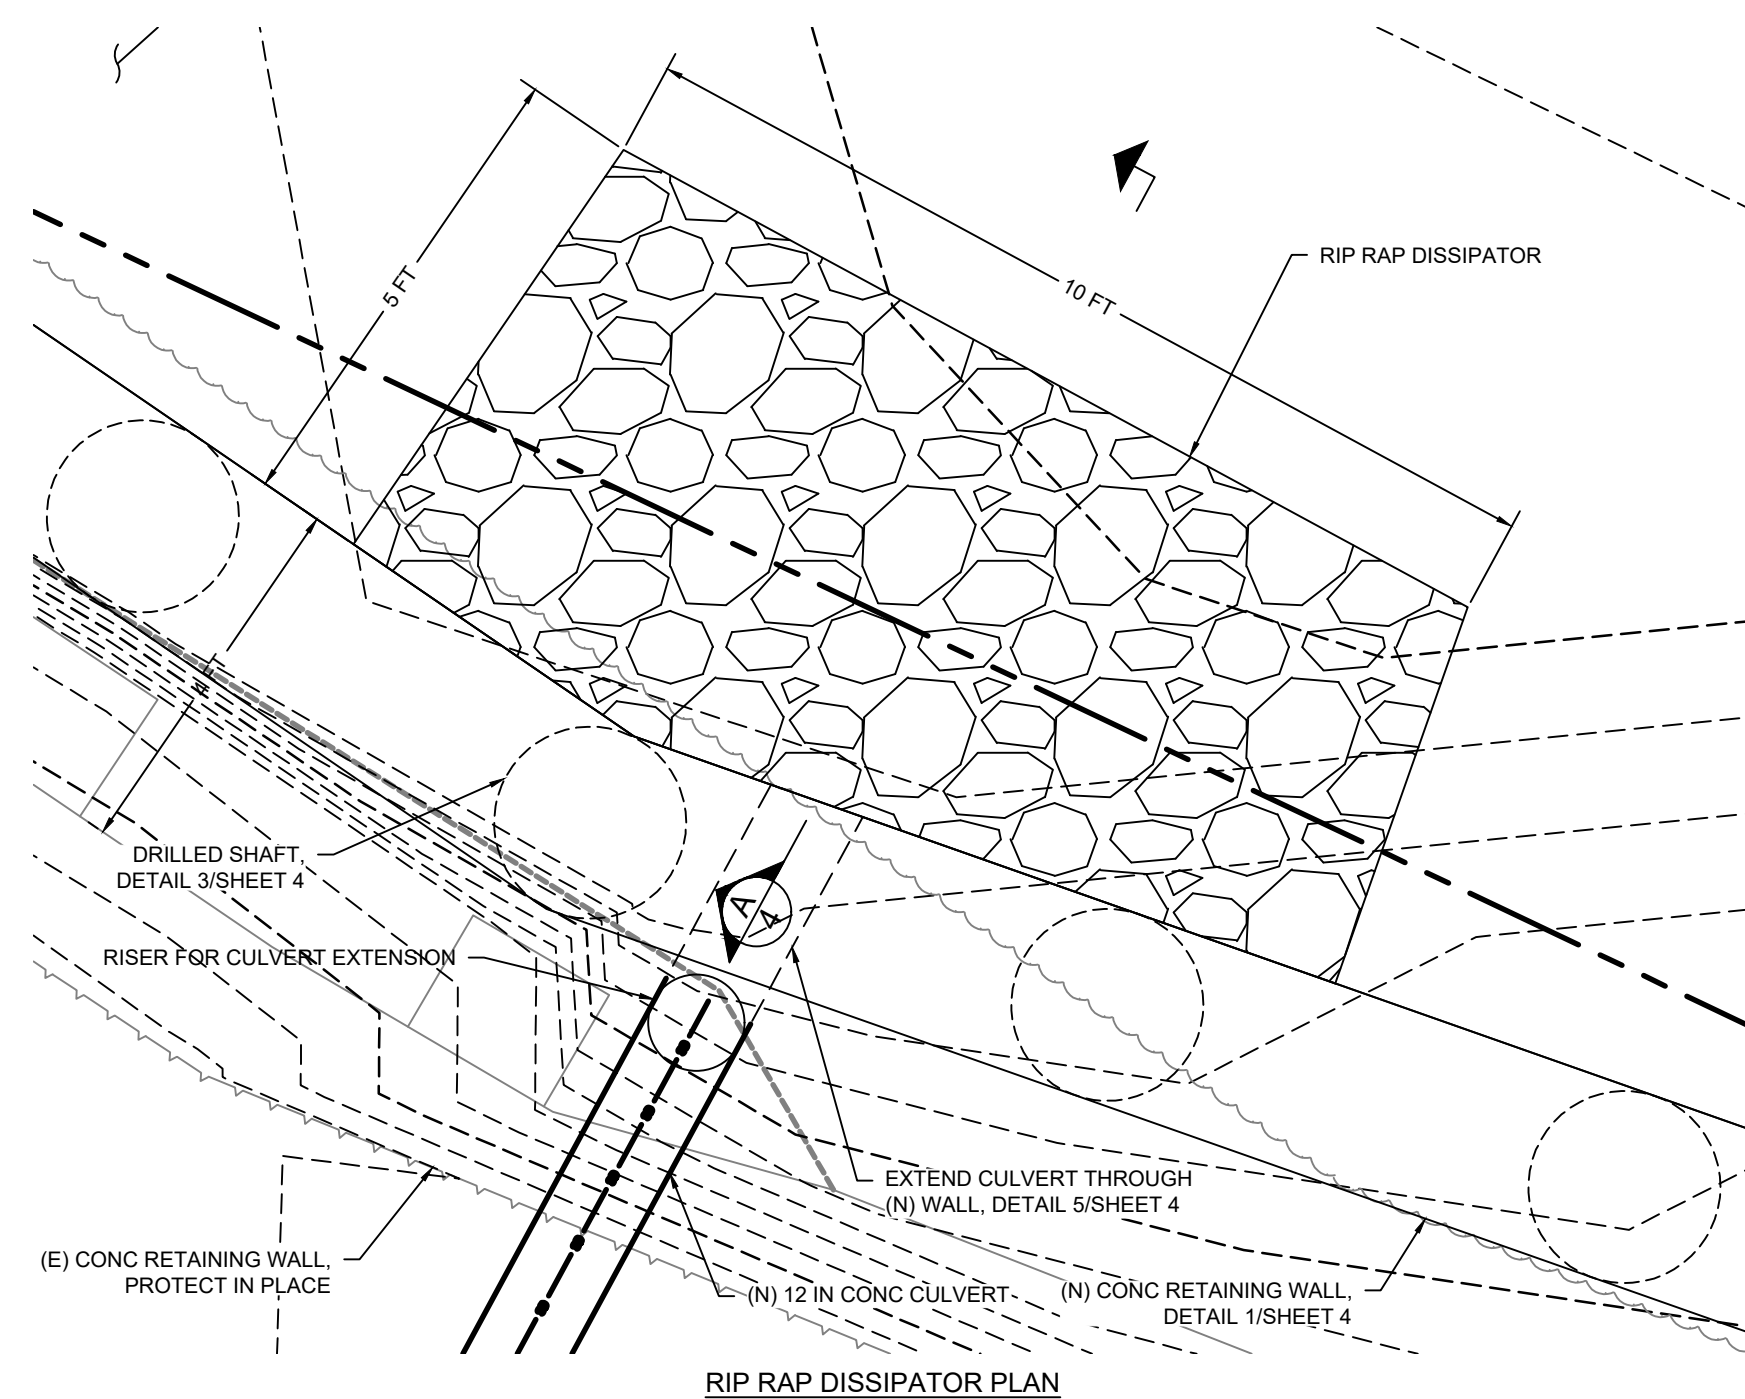 5 FT
10 FT
RIP RAP DISSIPATOR
4 FT
DRILLED SHAFT,
DETAIL 3/SHEET 4
A
4
RISER FOR CULVERT EXTENSION
EXTEND CULVERT THROUGH
(N) WALL, DETAIL 5/SHEET 4
(E) CONC RETAINING WALL,
PROTECT IN PLACE
(N) 12 IN CONC CULVERT
(N) CONC RETAINING WALL,
DETAIL 1/SHEET 4
RIP RAP DISSIPATOR PLAN